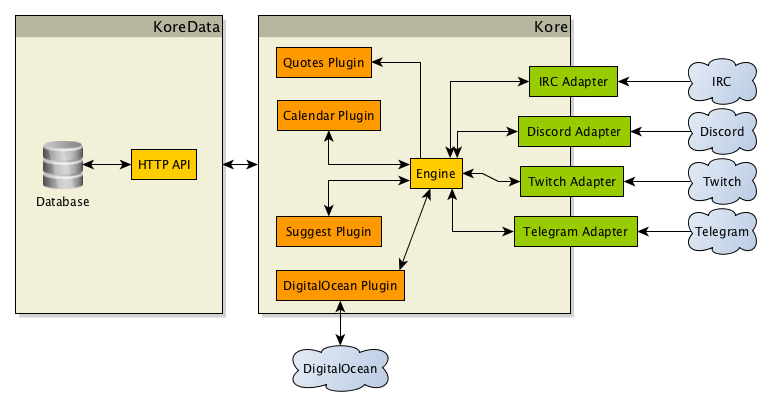 KoreData
Kore
Quotes Plugin
IRC Adapter
IRC
Calendar Plugin
Discord Adapter
Discord
HTTP API
Engine
Twitch Adapter
Twitch
Database
Suggest Plugin
Telegram Adapter
Telegram
DigitalOcean Plugin
DigitalOcean